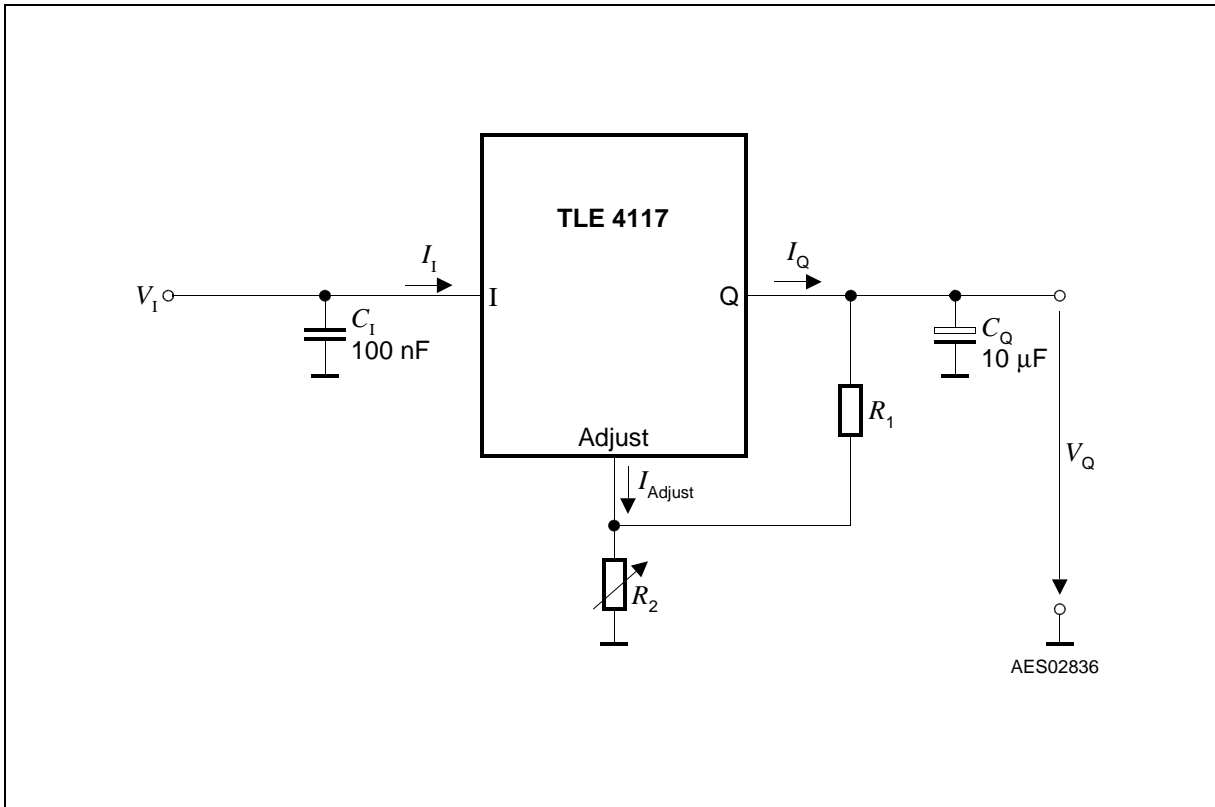 TLE 4117
I_I
I_Q
V_I
I
Q
C_I
100 nF
C_Q
10 μF
R_1
Adjust
V_Q
I_Adjust
R_2
AES02836